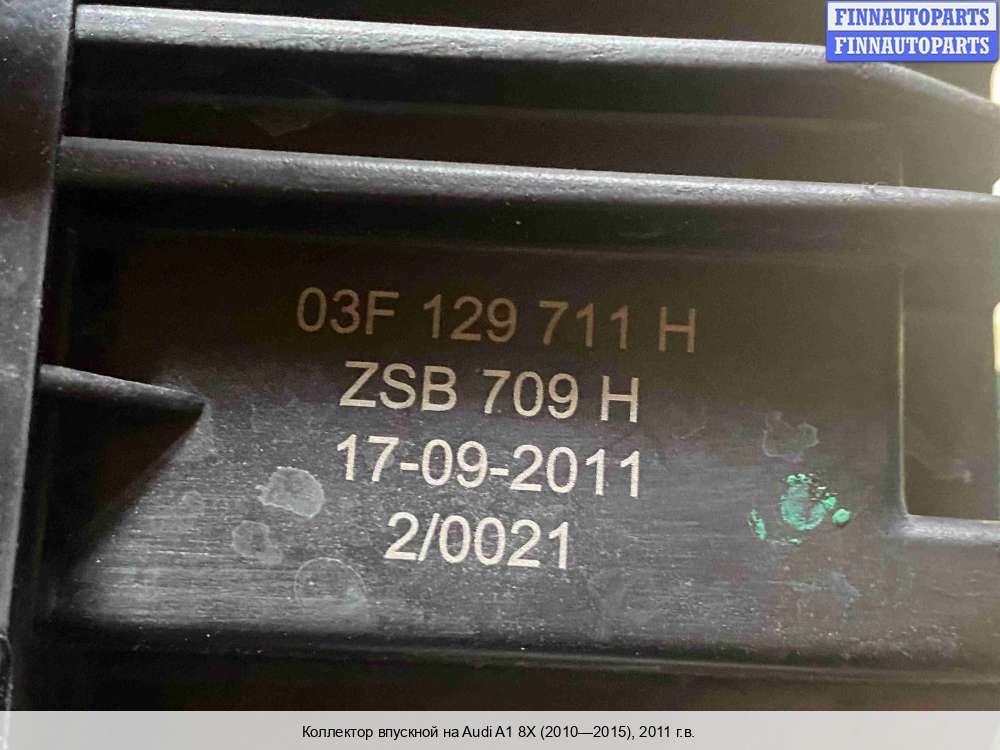 FINNAUTOPARTS
FINNAUTOPARTS
03F 129 711 H
ZSB 709 H
17-09-2011
2/0021
Коллектор впускной на Audi A1 8X (2010—2015), 2011 г.в.